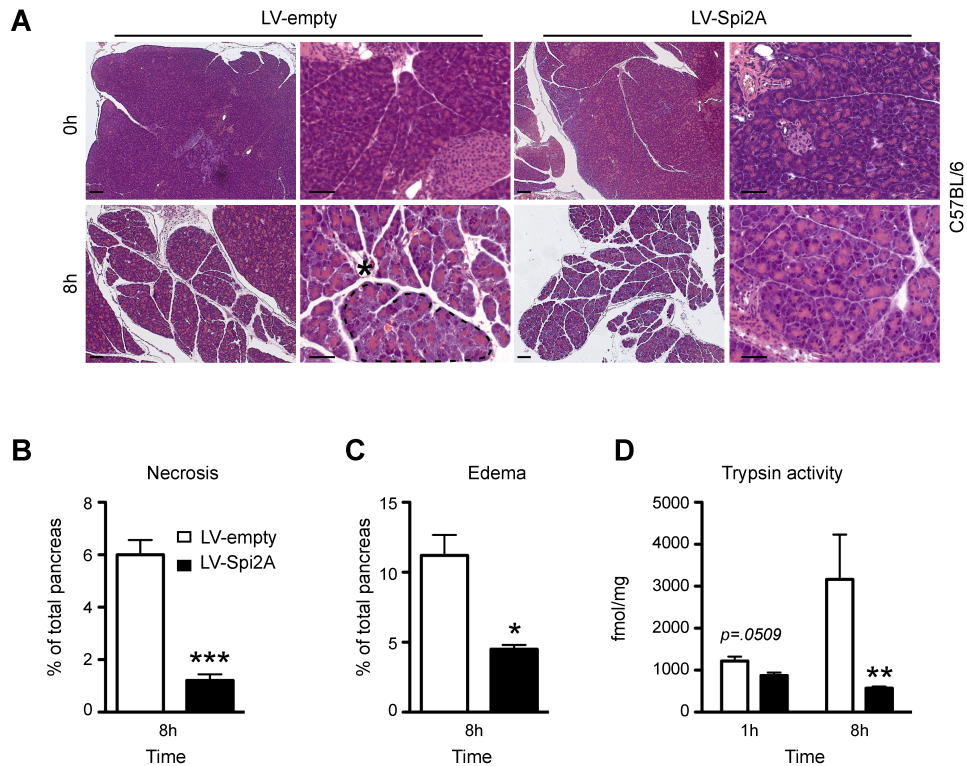 A
LV-empty
LV-Spi2A
0h
8h
*
C57BL/6
B
Necrosis
% of total pancreas
8
6
4
2
0
LV-empty
LV-Spi2A
***
8h
Time
C
Edema
% of total pancreas
15
10
5
0
*
8h
Time
D
Trypsin activity
fmol/mg
5000
4000
3000
2000
1000
0
p=.0509
**
1h
8h
Time